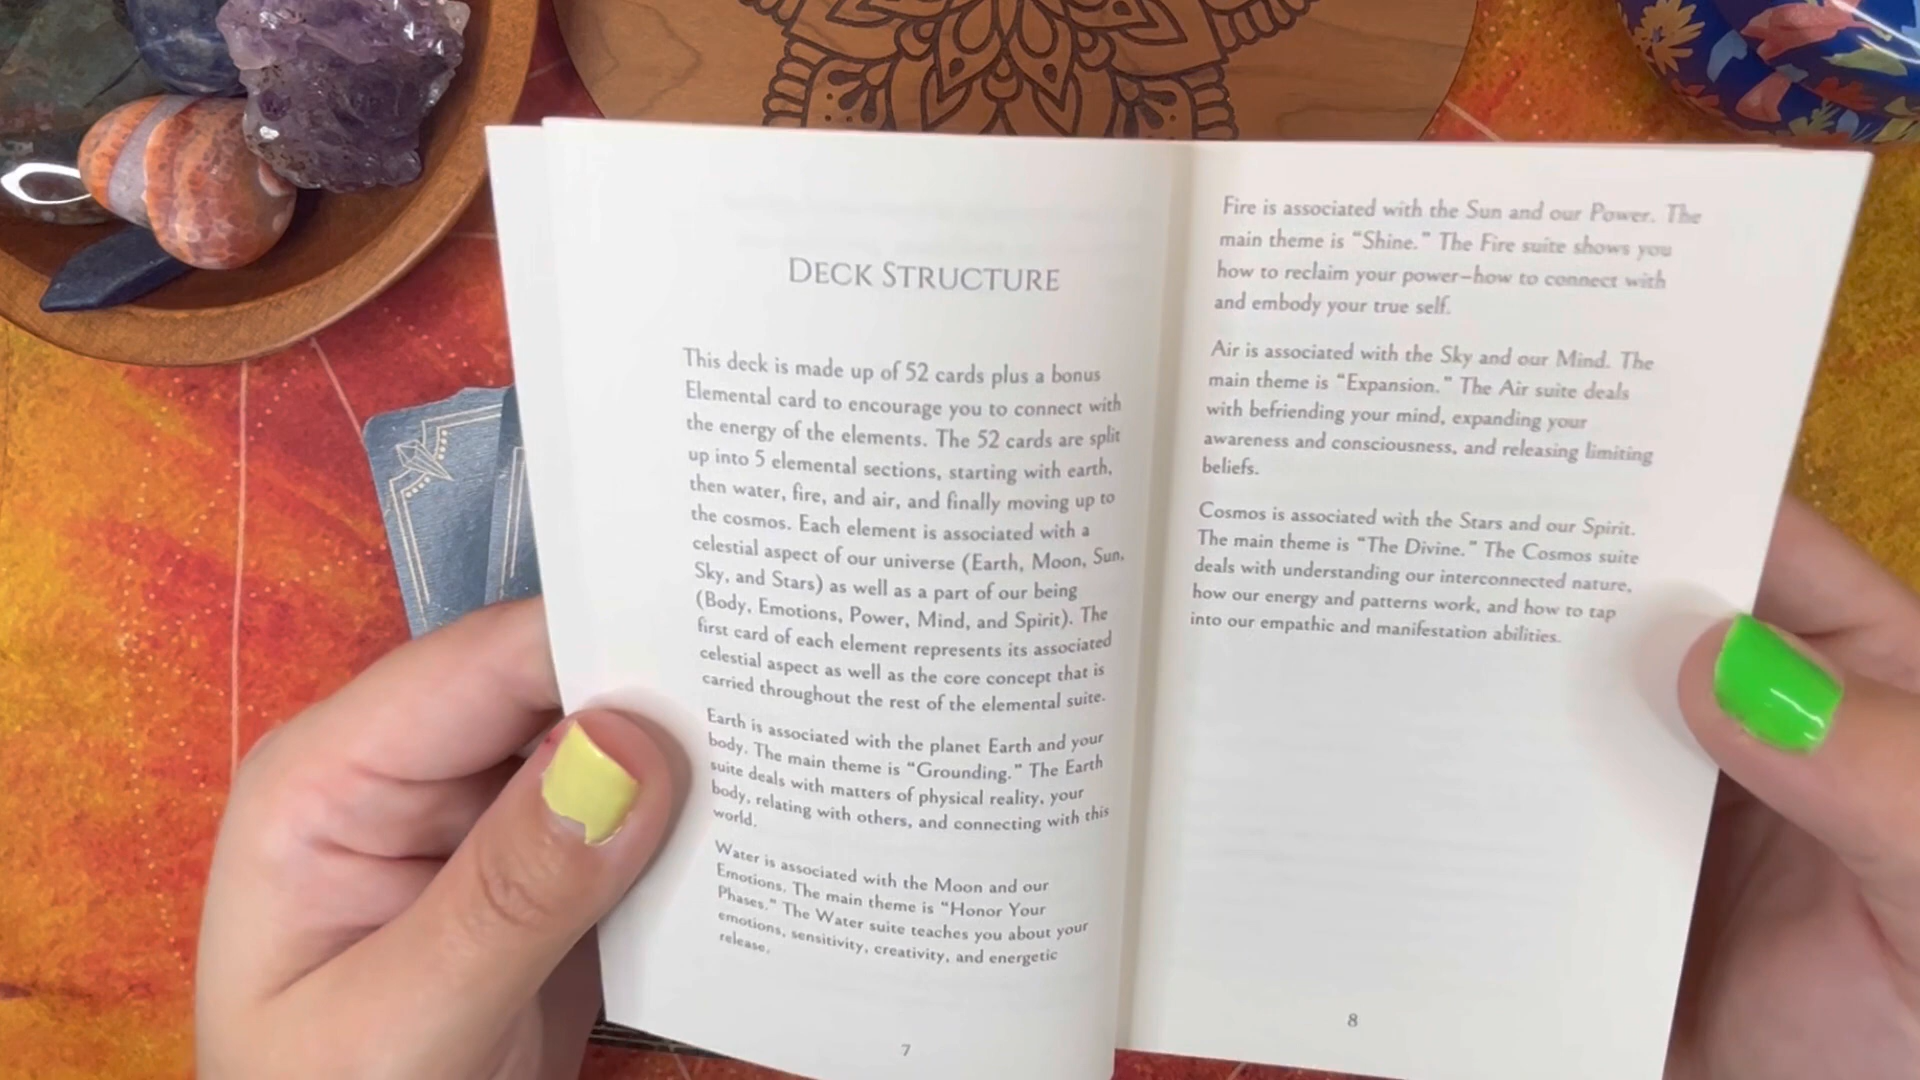 DECK STRUCTURE
This deck is made up of 52 cards plus a bonus
Elemental card to encourage you to connect with
the energy of the elements. The 52 cards are split
up into 5 elemental sections, starting with earth,
then water, fire, and air, and finally moving up to
the cosmos. Each element is associated with a
celestial aspect of our universe (Earth, Moon, Sun,
Sky, and Stars) as well as a part of our being
(Body, Emotions, Power, Mind, and Spirit). The
first card of each element represents its associated
celestial aspect as well as the core concept that is
carried throughout the rest of the elemental suite.
Earth is associated with the planet Earth and your
body. The main theme is “Grounding.” The Earth
suite deals with matters of physical reality, your
body, relating with others, and connecting with this
world.
Water is associated with the Moon and our
Emotions. The main theme is “Honor Your
Phases.” The Water suite teaches you about your
emotions, sensitivity, creativity, and energetic
release.
7
Fire is associated with the Sun and our Power. The
main theme is “Shine.” The Fire suite shows you
how to reclaim your power—how to connect with
and embody your true self.
Air is associated with the Sky and our Mind. The
main theme is “Expansion.” The Air suite deals
with befriending your mind, expanding your
awareness and consciousness, and releasing limiting
beliefs.
Cosmos is associated with the Stars and our Spirit.
The main theme is “The Divine.” The Cosmos suite
deals with understanding our interconnected nature,
how our energy and patterns work, and how to tap
into our empathic and manifestation abilities.
8